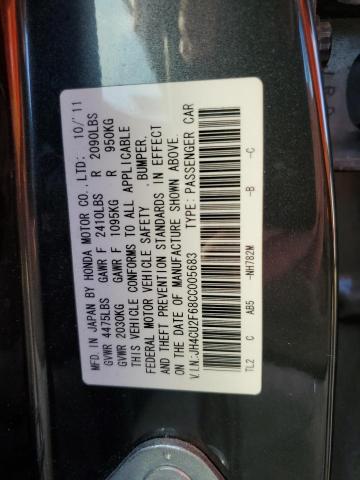 MFD. IN JAPAN BY HONDA MOTOR CO., LTD. 10/'11
GVWR 4475LBS GAWR F 2410LBS R 2090LBS
GVWR 2030KG GAWR F 1095KG R 950KG
THIS VEHICLE CONFORMS TO ALL APPLICABLE
FEDERAL MOTOR VEHICLE SAFETY, BUMPER,
AND THEFT PREVENTION STANDARDS IN EFFECT
ON THE DATE OF MANUFACTURE SHOWN ABOVE.
V.I.N.:JH4CU2F68CC005683 TYPE: PASSENGER CAR
TL2 C AB5 -NH782M -B -C